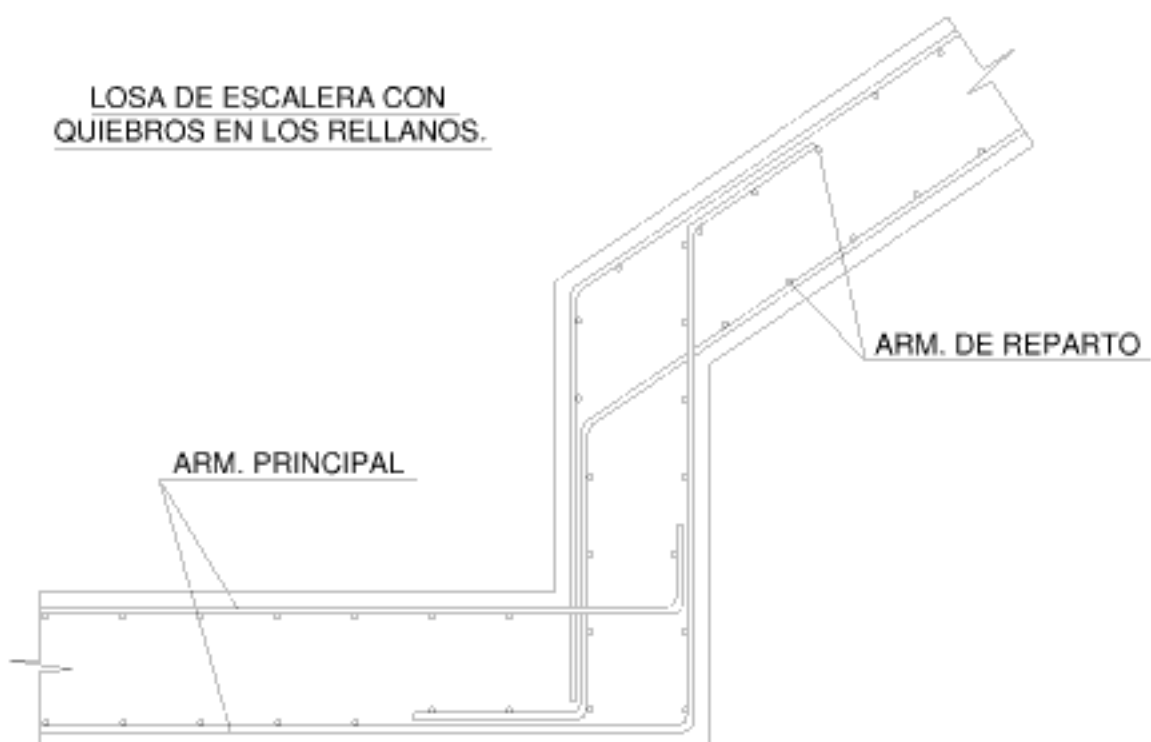 LOSA DE ESCALERA CON
QUIEBROS EN LOS RELLANOS.
ARM. DE REPARTO
ARM. PRINCIPAL